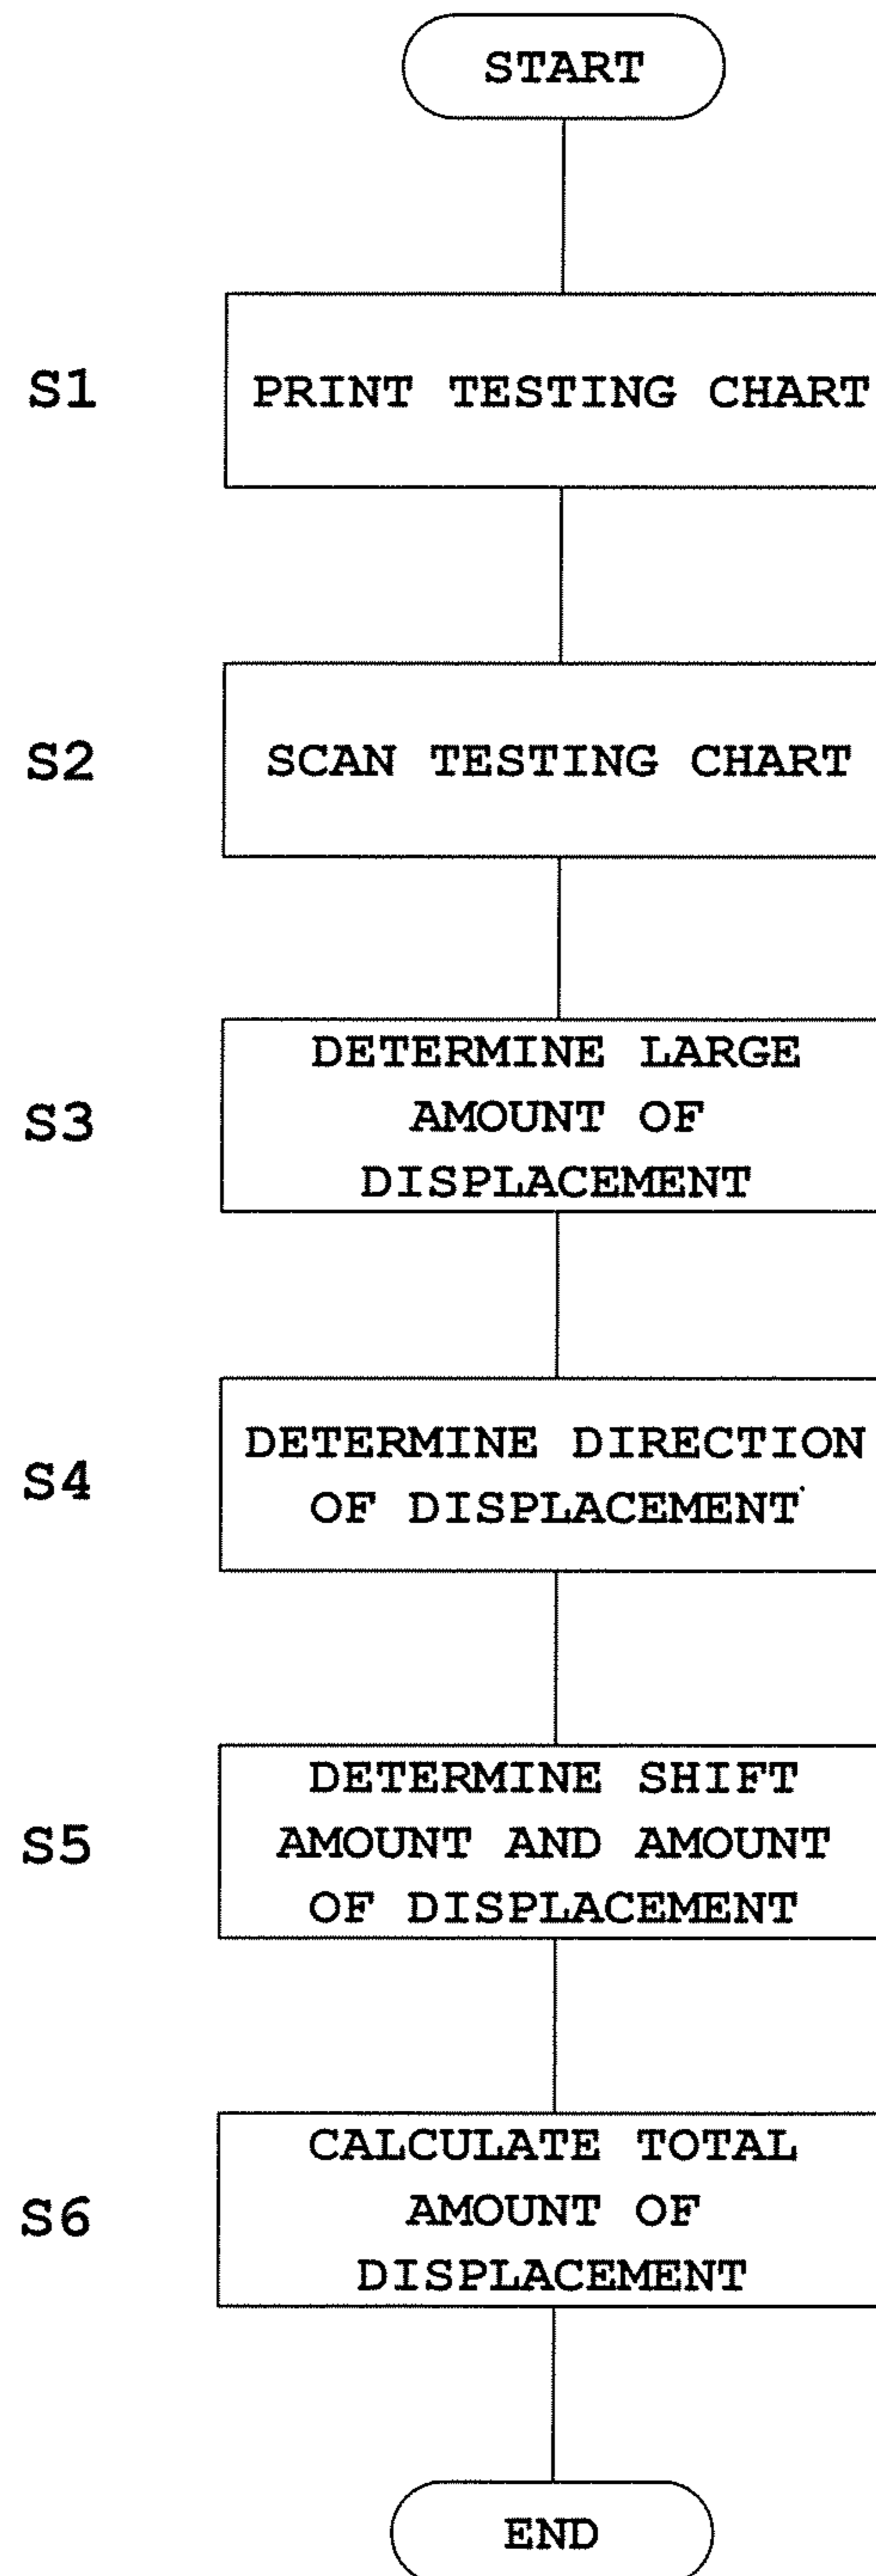 START
S1
PRINT TESTING CHART
S2
SCAN TESTING CHART
S3
DETERMINE LARGE
AMOUNT OF
DISPLACEMENT
S4
DETERMINE DIRECTION
OF DISPLACEMENT
S5
DETERMINE SHIFT
AMOUNT AND AMOUNT
OF DISPLACEMENT
S6
CALCULATE TOTAL
AMOUNT OF
DISPLACEMENT
END